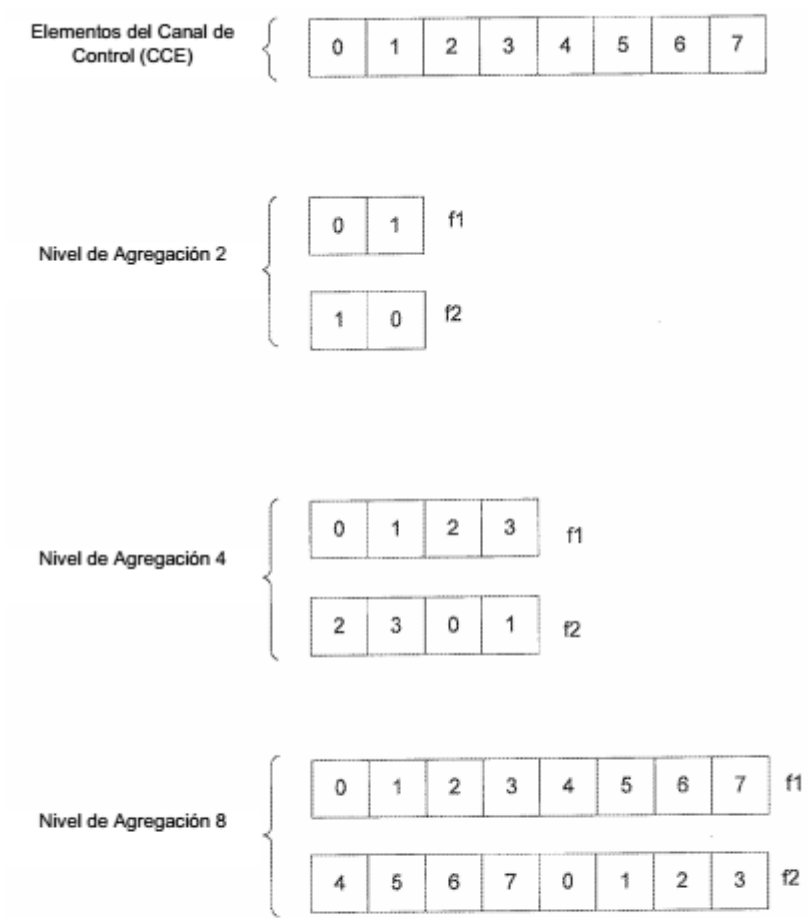 Elementos del Canal de
Control (CCE)
0 1 2 3 4 5 6 7
Nivel de Agregación 2
0 1 f1
1 0 f2
Nivel de Agregación 4
0 1 2 3 f1
2 3 0 1 f2
Nivel de Agregación 8
0 1 2 3 4 5 6 7 f1
4 5 6 7 0 1 2 3 f2